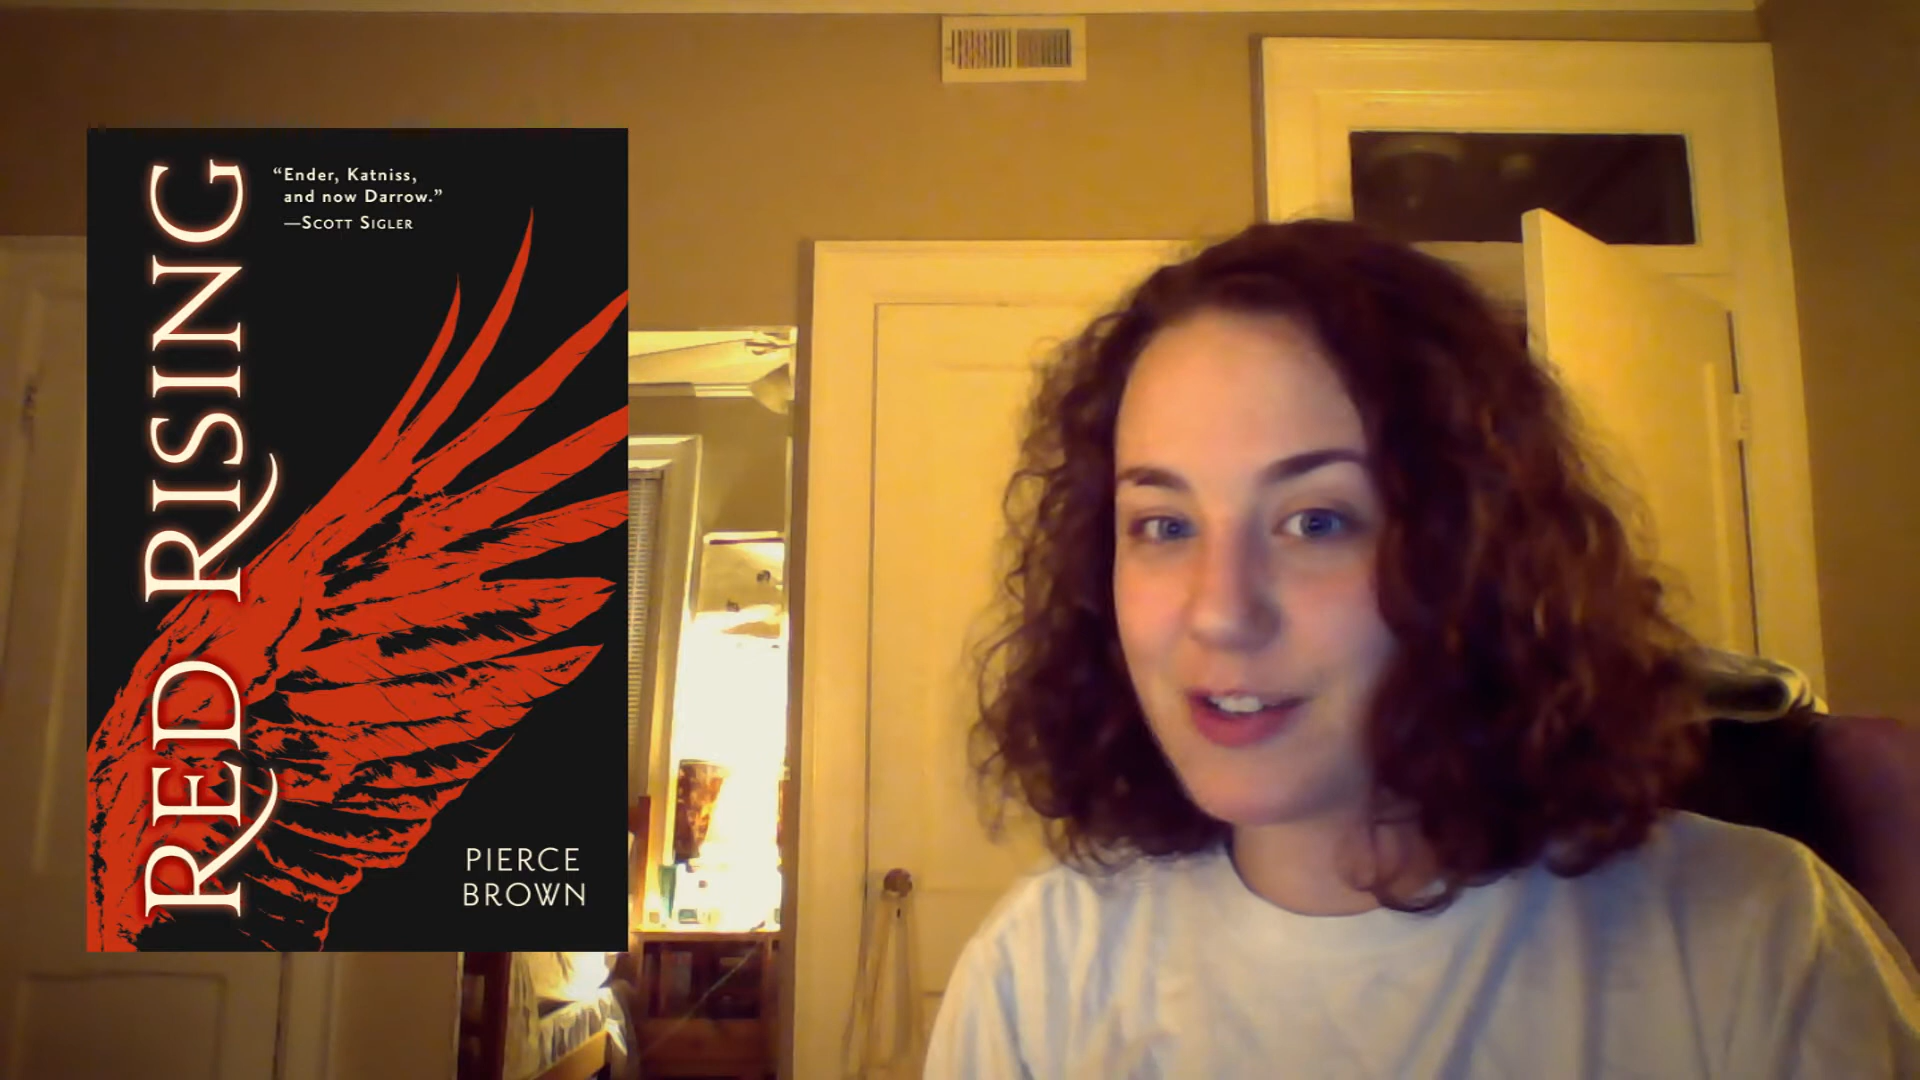 RED RISING
“Ender, Katniss,
and now Darrow.”
—SCOTT SIGLER
PIERCE
BROWN